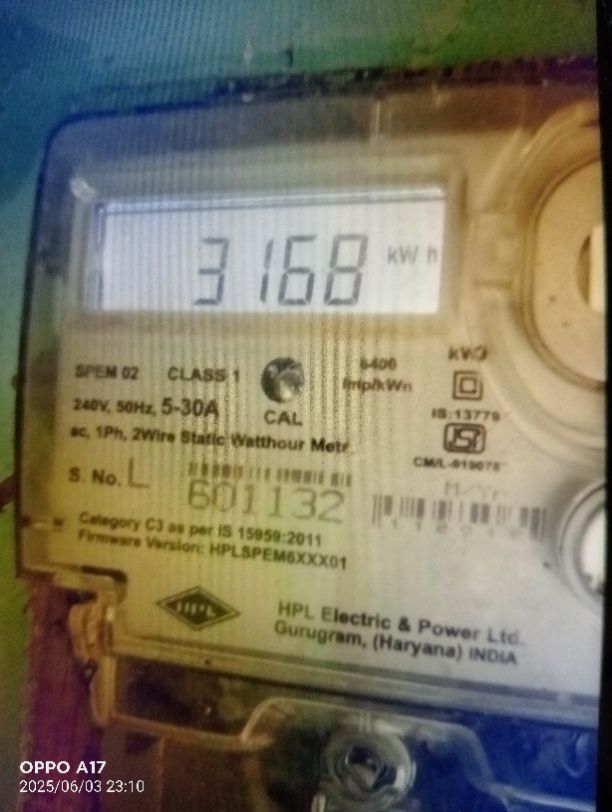 3168 kW h
SPEM 02 CLASS 1
6400 imp/kWh
240V, 50Hz, 5-30A
CAL
IS:13779
ac, 1Ph, 2Wire Static Watthour Metr
S. No. L
601132
M/Yr
Category C3 as per IS 15959:2011
Firmware Version: HPLSPEM6XXX01
HPL
HPL Electric & Power Ltd.
Gurugram, (Haryana) INDIA
OPPO A17
2025/06/03 23:10